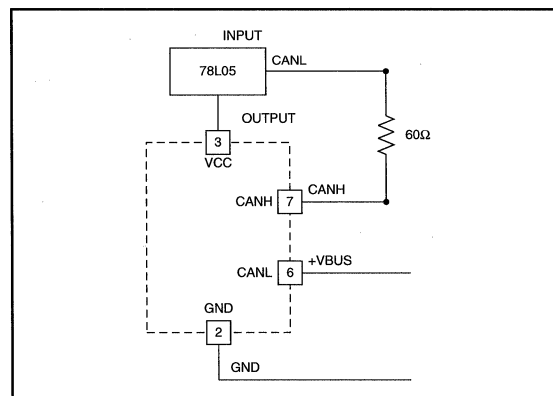 INPUT
78L05
CANL
OUTPUT
3
VCC
60Ω
CANH
7
CANH
CANL
6
+VBUS
GND
2
GND